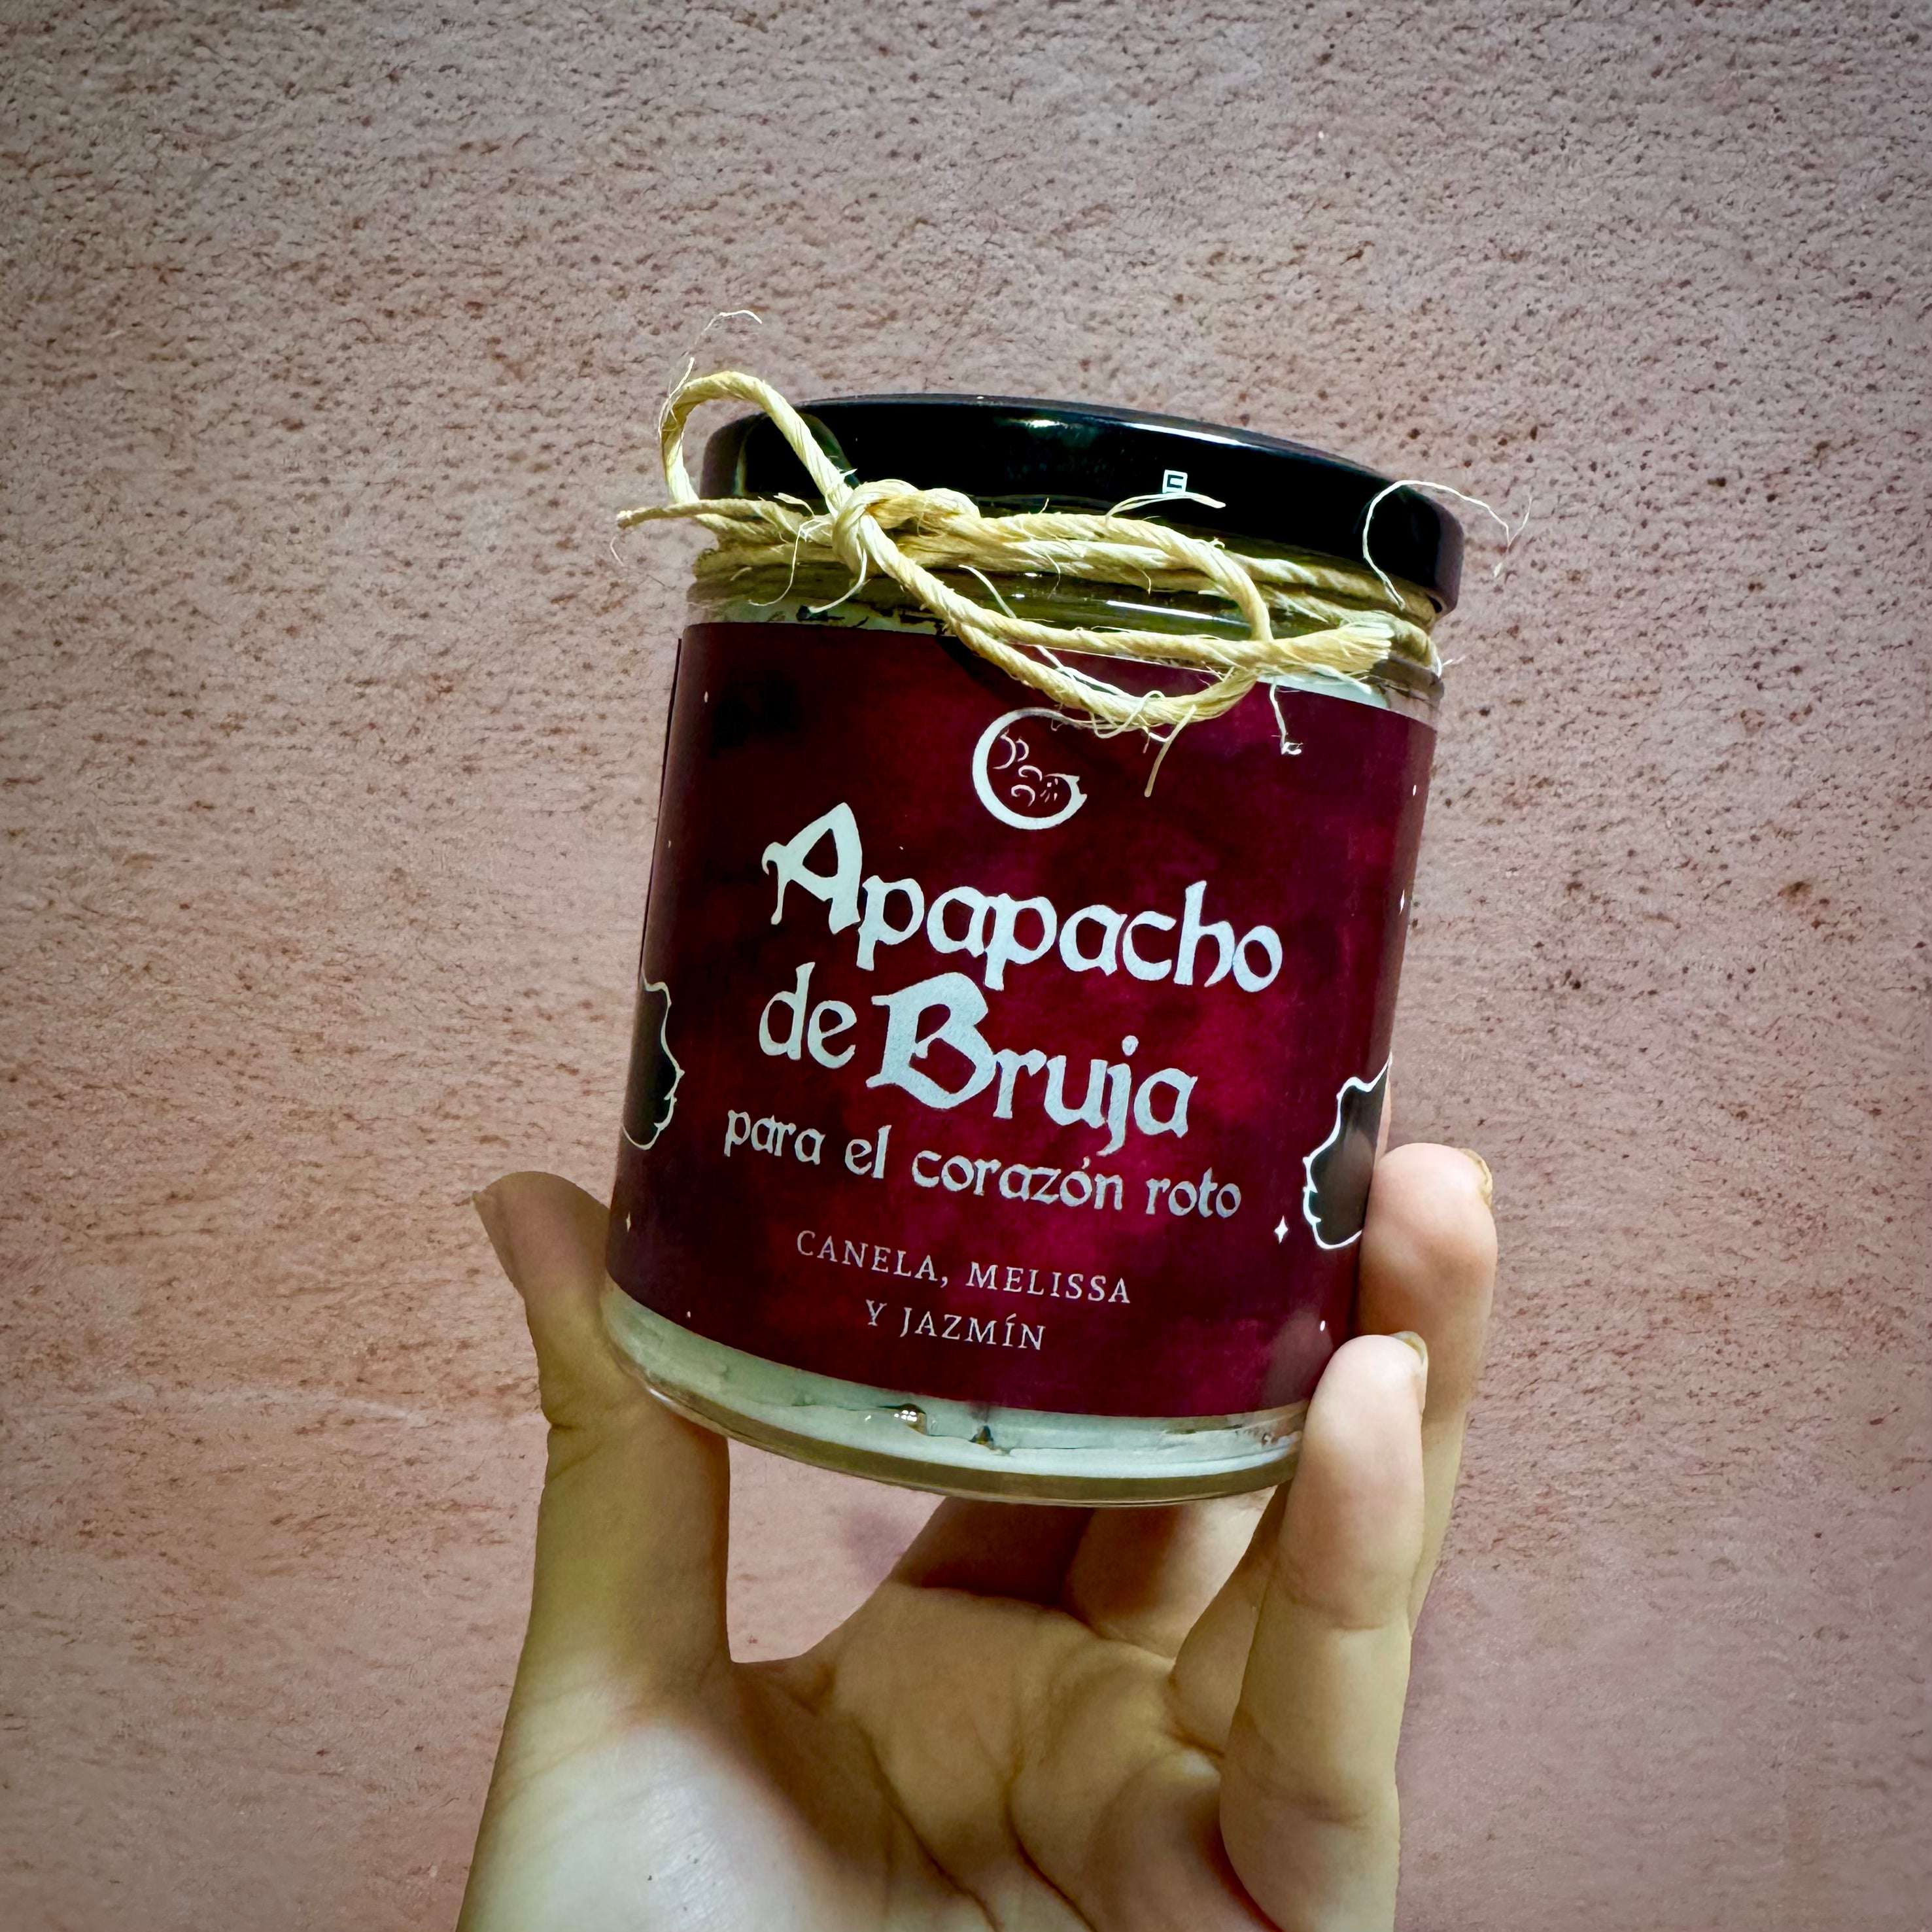 Apapacho
de Bruja
para el corazón roto
CANELA, MELISSA
Y JAZMÍN